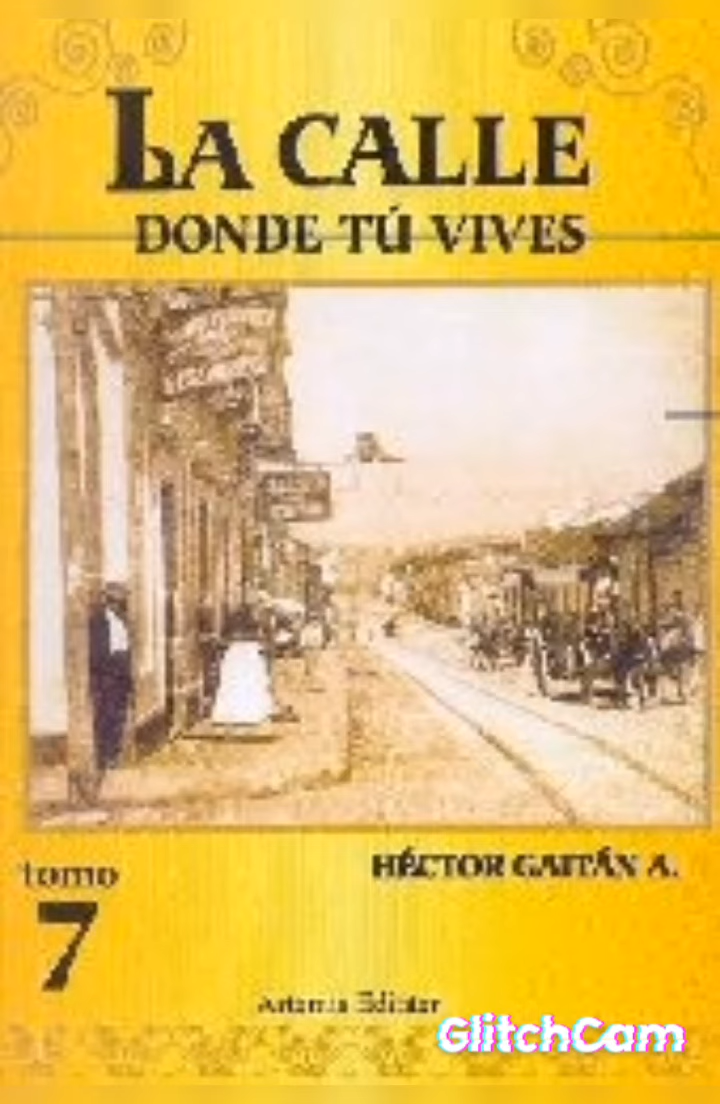 LA CALLE
DONDE TÚ VIVES
tomo
7
HÉCTOR GAITÁN A.
Artemis Edinter
GlitchCam